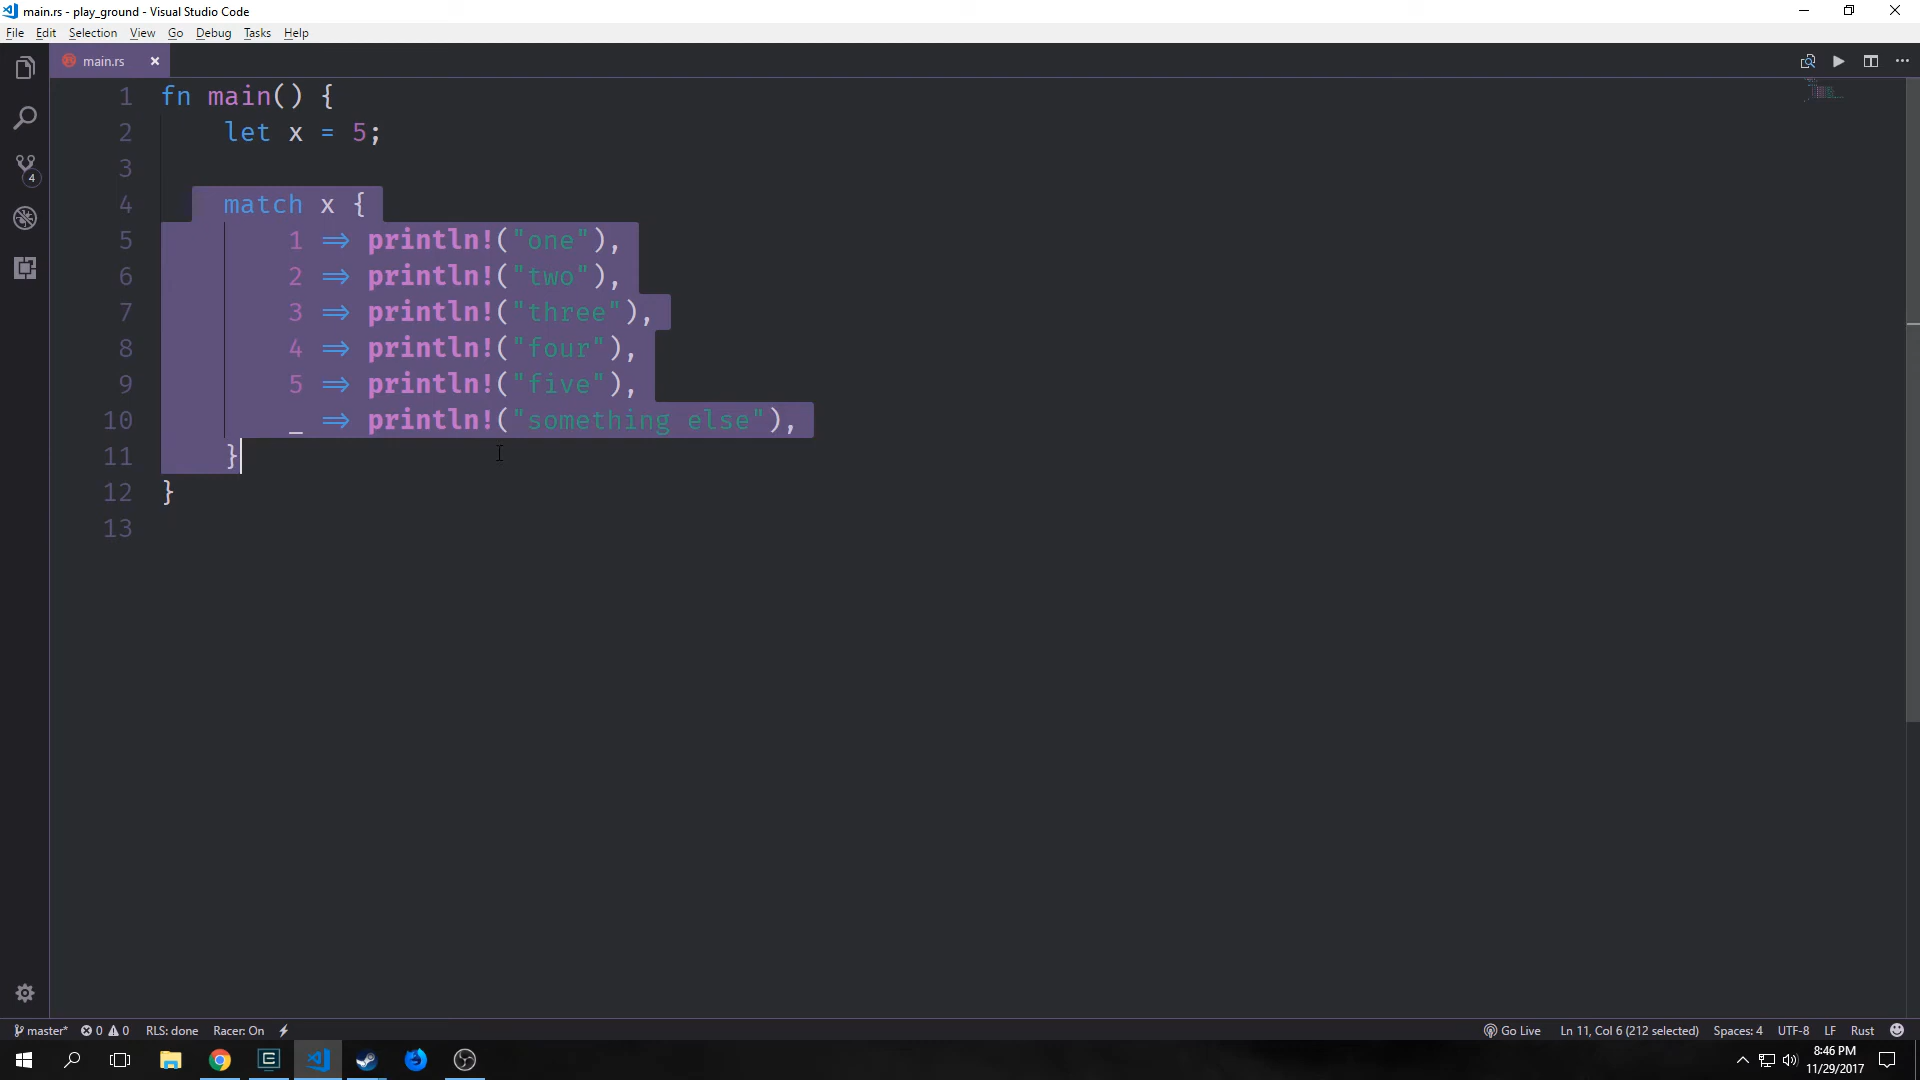 main.rs - play_ground - Visual Studio Code
File Edit Selection View Go Debug Tasks Help
main.rs
1 fn main() {
2 let x = 5;
3
4 match x {
5 1 => println!("one"),
6 2 => println!("two"),
7 3 => println!("three"),
8 4 => println!("four"),
9 5 => println!("five"),
10 _ => println!("something else"),
11 }
12 }
13
4
master* 0 0 RLS: done Racer: On Go Live Ln 11, Col 6 (212 selected) Spaces: 4 UTF-8 LF Rust
8:46 PM
11/29/2017